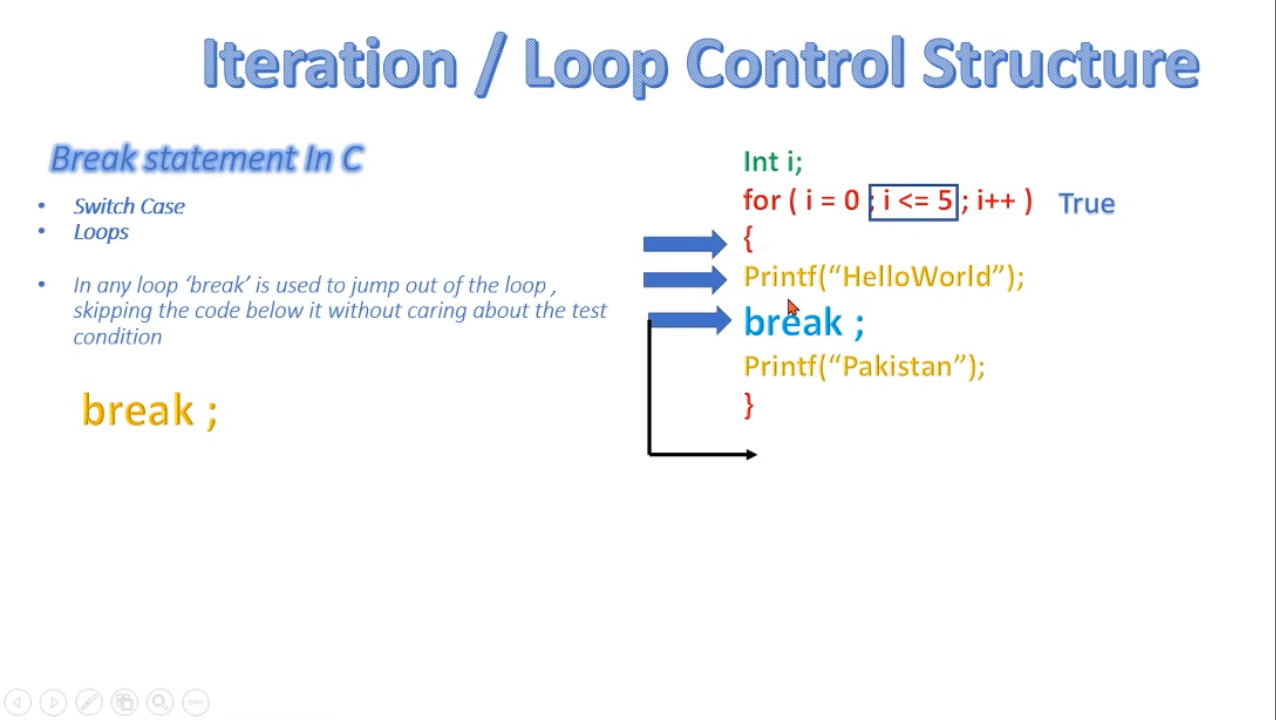 Iteration / Loop Control Structure
Break statement In C
• Switch Case
• Loops
• In any loop ‘break’ is used to jump out of the loop ,
skipping the code below it without caring about the test
condition
break ;
Int i;
for ( i = 0 ; i <= 5 ; i++ ) True
{
Printf(“HelloWorld”);
break ;
Printf(“Pakistan”);
}